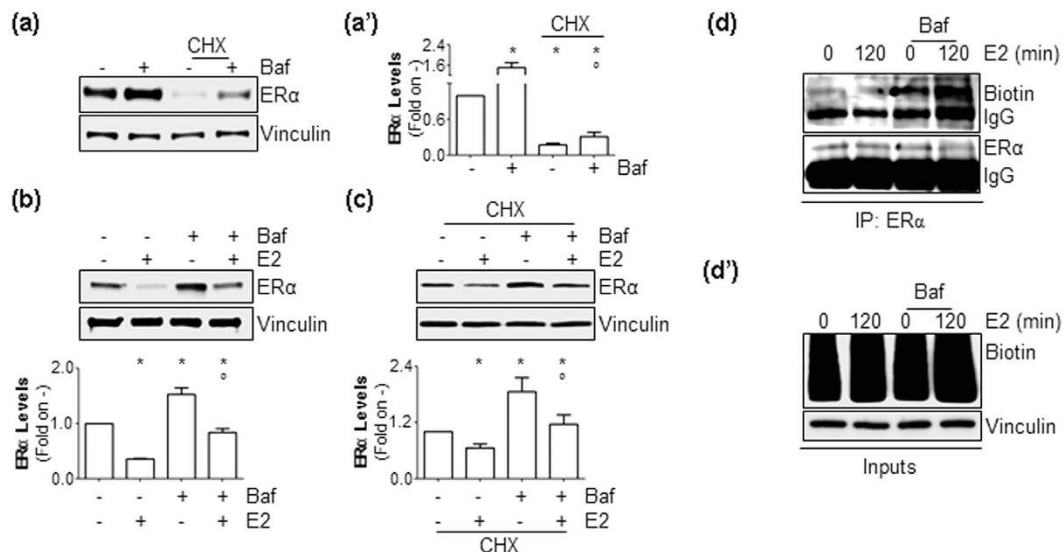 (a)
CHX
- + - + Baf
ERα
Vinculin
(a')
CHX
* * *
°
2.4
1.6
0.6
0.0
ERα Levels
(Fold on -)
- + - + Baf
(b)
- - + + Baf
- + - + E2
ERα
Vinculin
* * *
°
2.0
1.0
0.0
ERα Levels
(Fold on -)
- - + + Baf
- + - + E2
(c)
CHX
- - + + Baf
- + - + E2
ERα
Vinculin
* * *
°
2.4
1.2
0.0
ERα Levels
(Fold on -)
- - + + Baf
- + - + E2
CHX
(d)
Baf
0 120 0 120 E2 (min)
Biotin
IgG
ERα
IgG
IP: ERα
(d')
Baf
0 120 0 120 E2 (min)
Biotin
Vinculin
Inputs